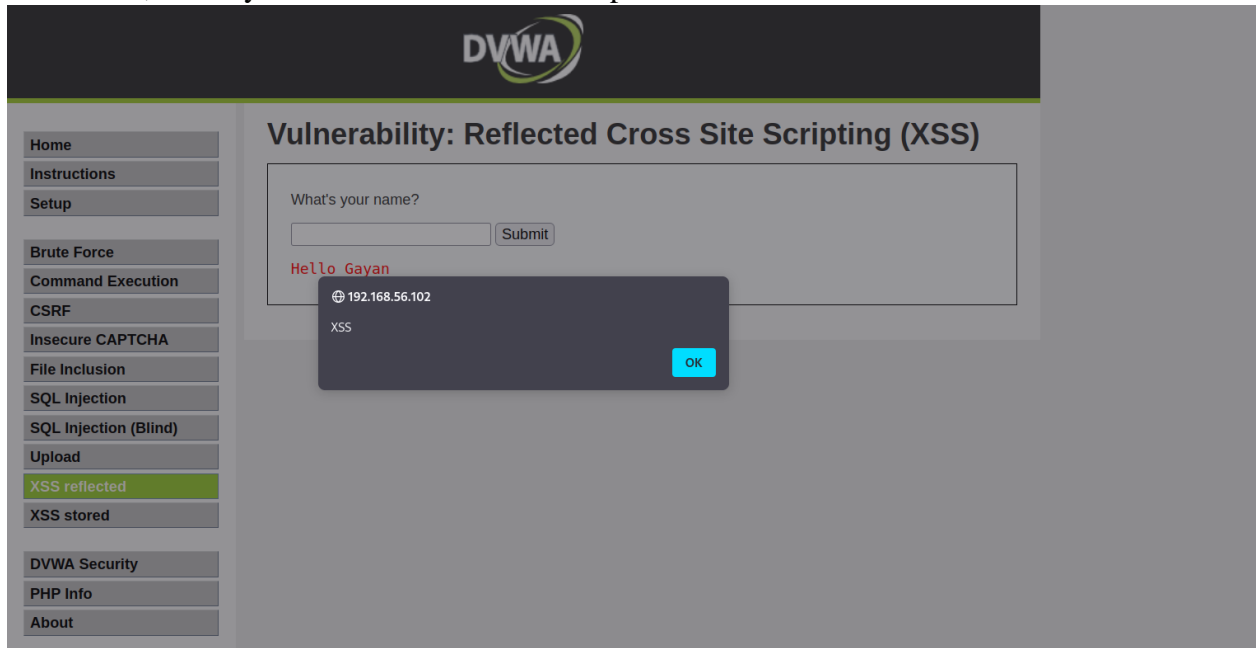 DVWA
Vulnerability: Reflected Cross Site Scripting (XSS)
Home
Instructions
Setup
Brute Force
Command Execution
CSRF
Insecure CAPTCHA
File Inclusion
SQL Injection
SQL Injection (Blind)
Upload
XSS reflected
XSS stored
DVWA Security
PHP Info
About
What's your name?
Submit
Hello Gayan
192.168.56.102
XSS
OK